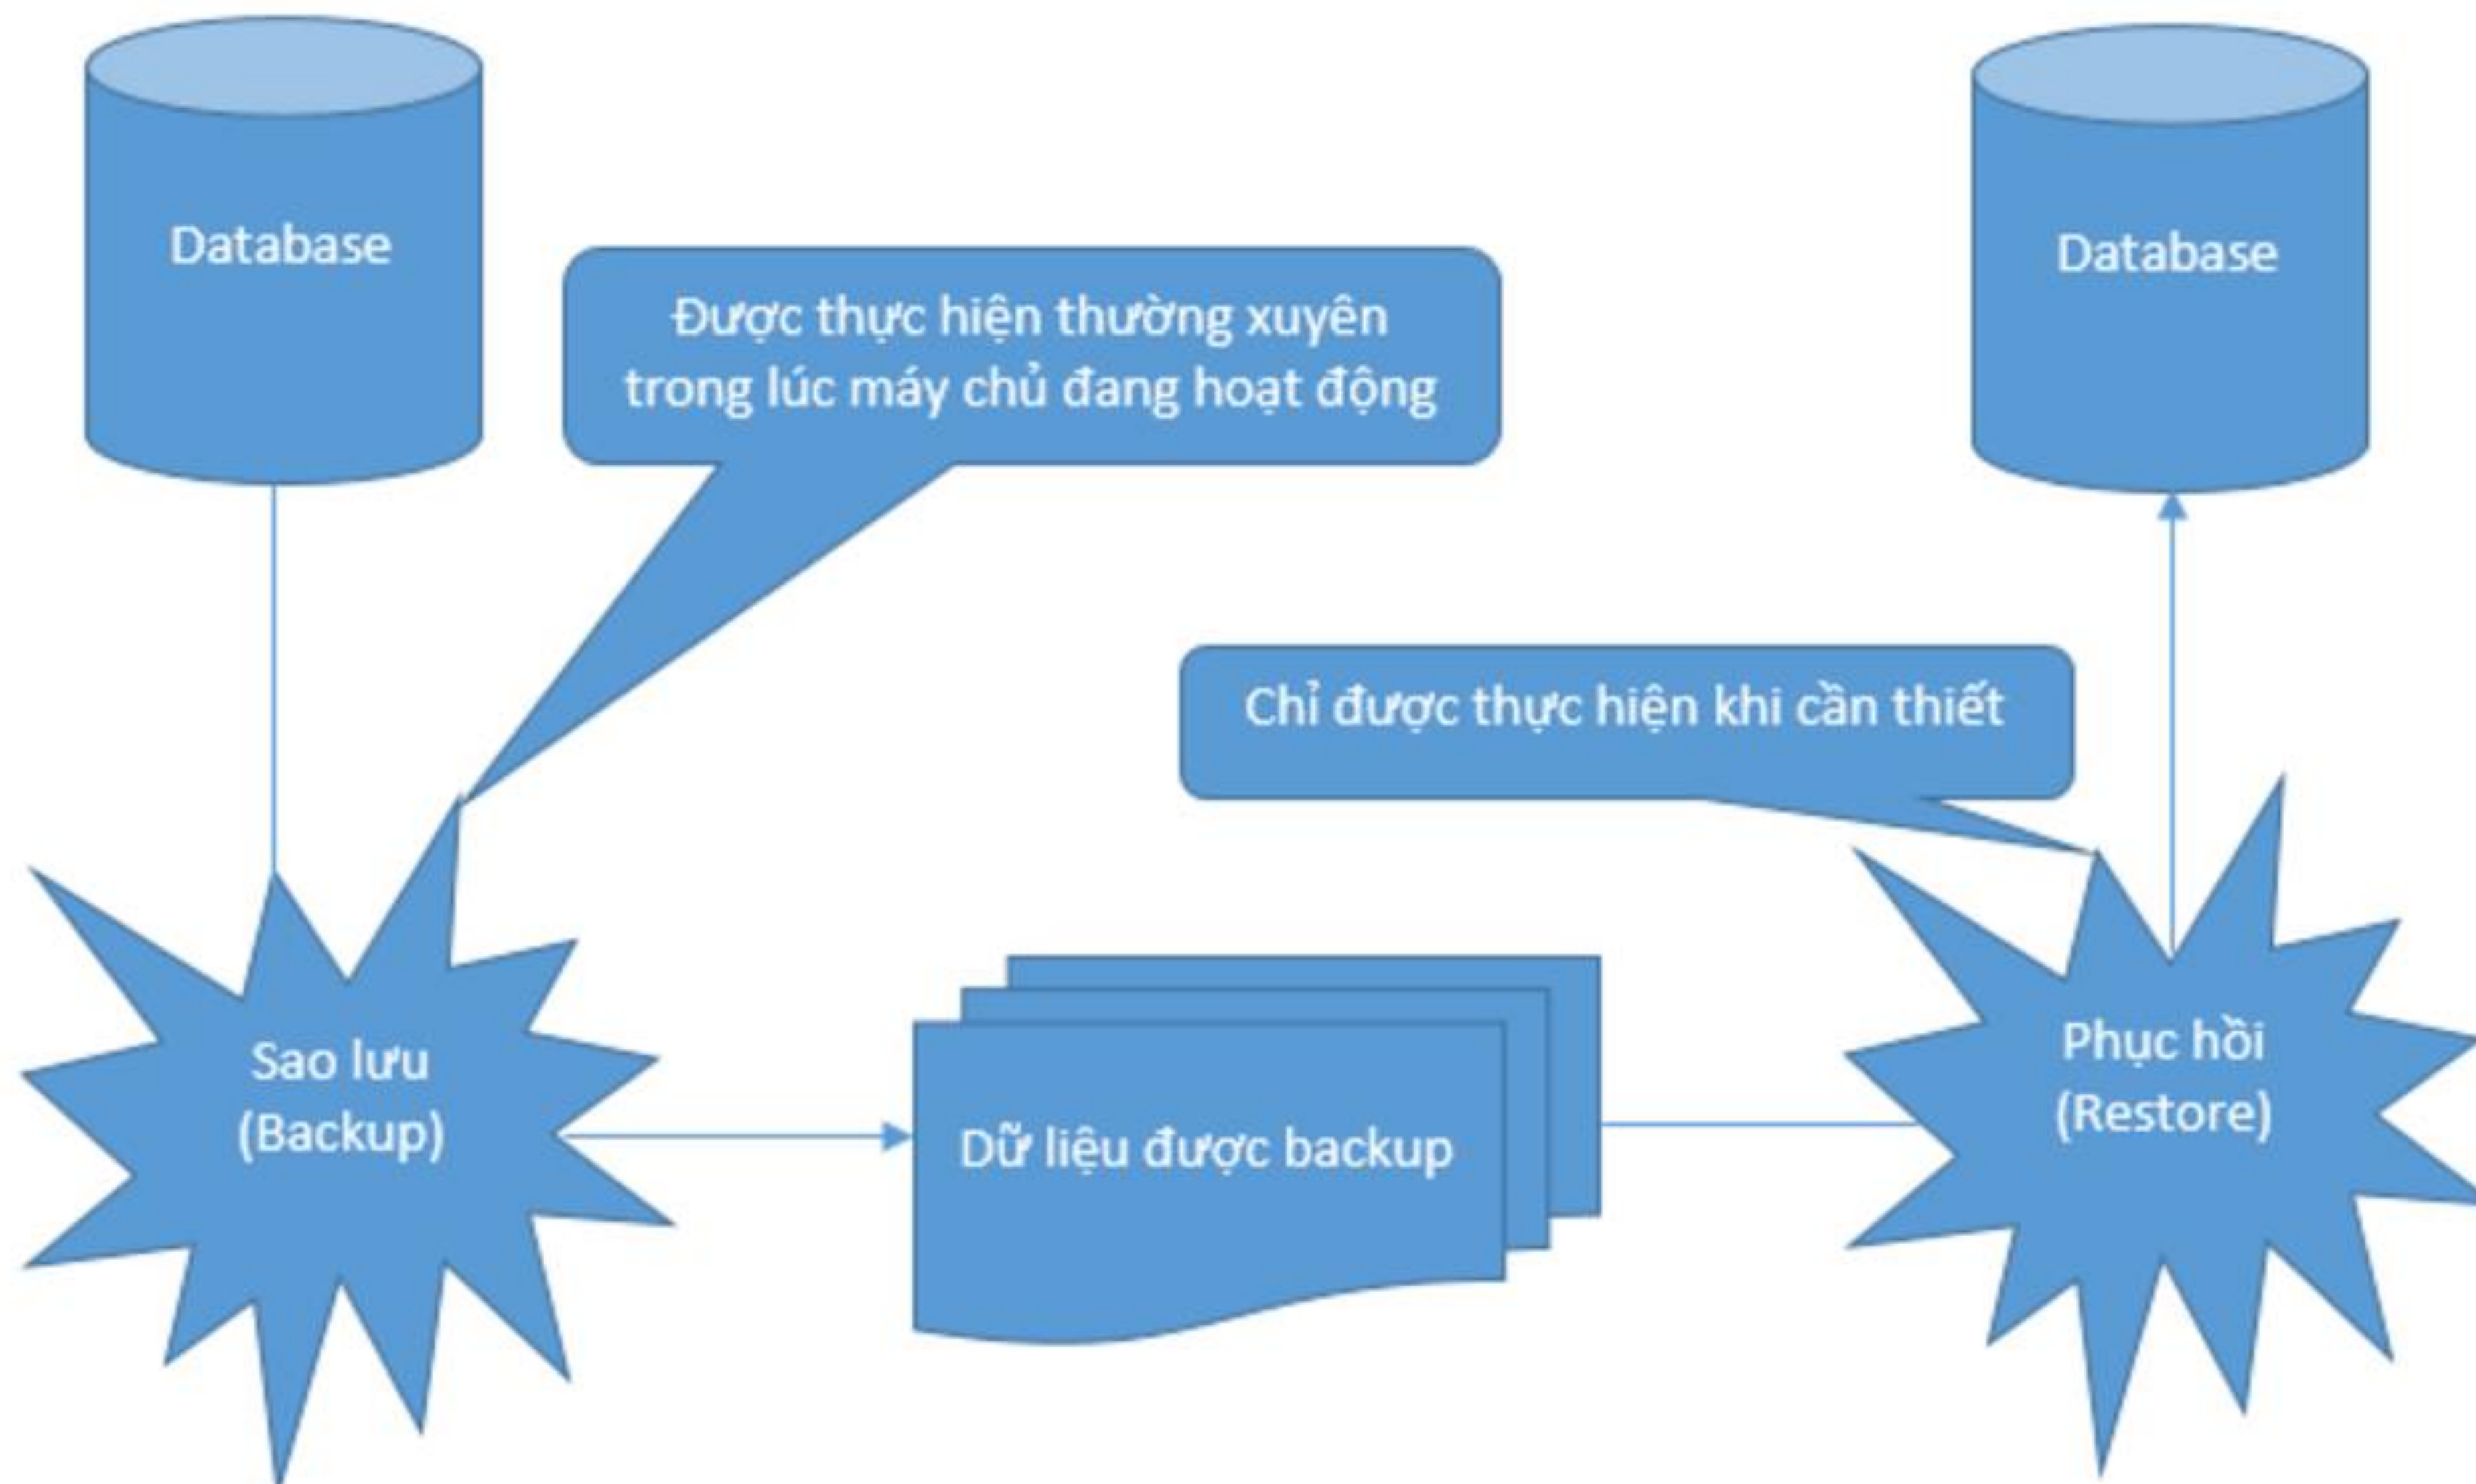 Database
Database
Được thực hiện thường xuyên
trong lúc máy chủ đang hoạt động
Chỉ được thực hiện khi cần thiết
Sao lưu
(Backup)
Dữ liệu được backup
Phục hồi
(Restore)